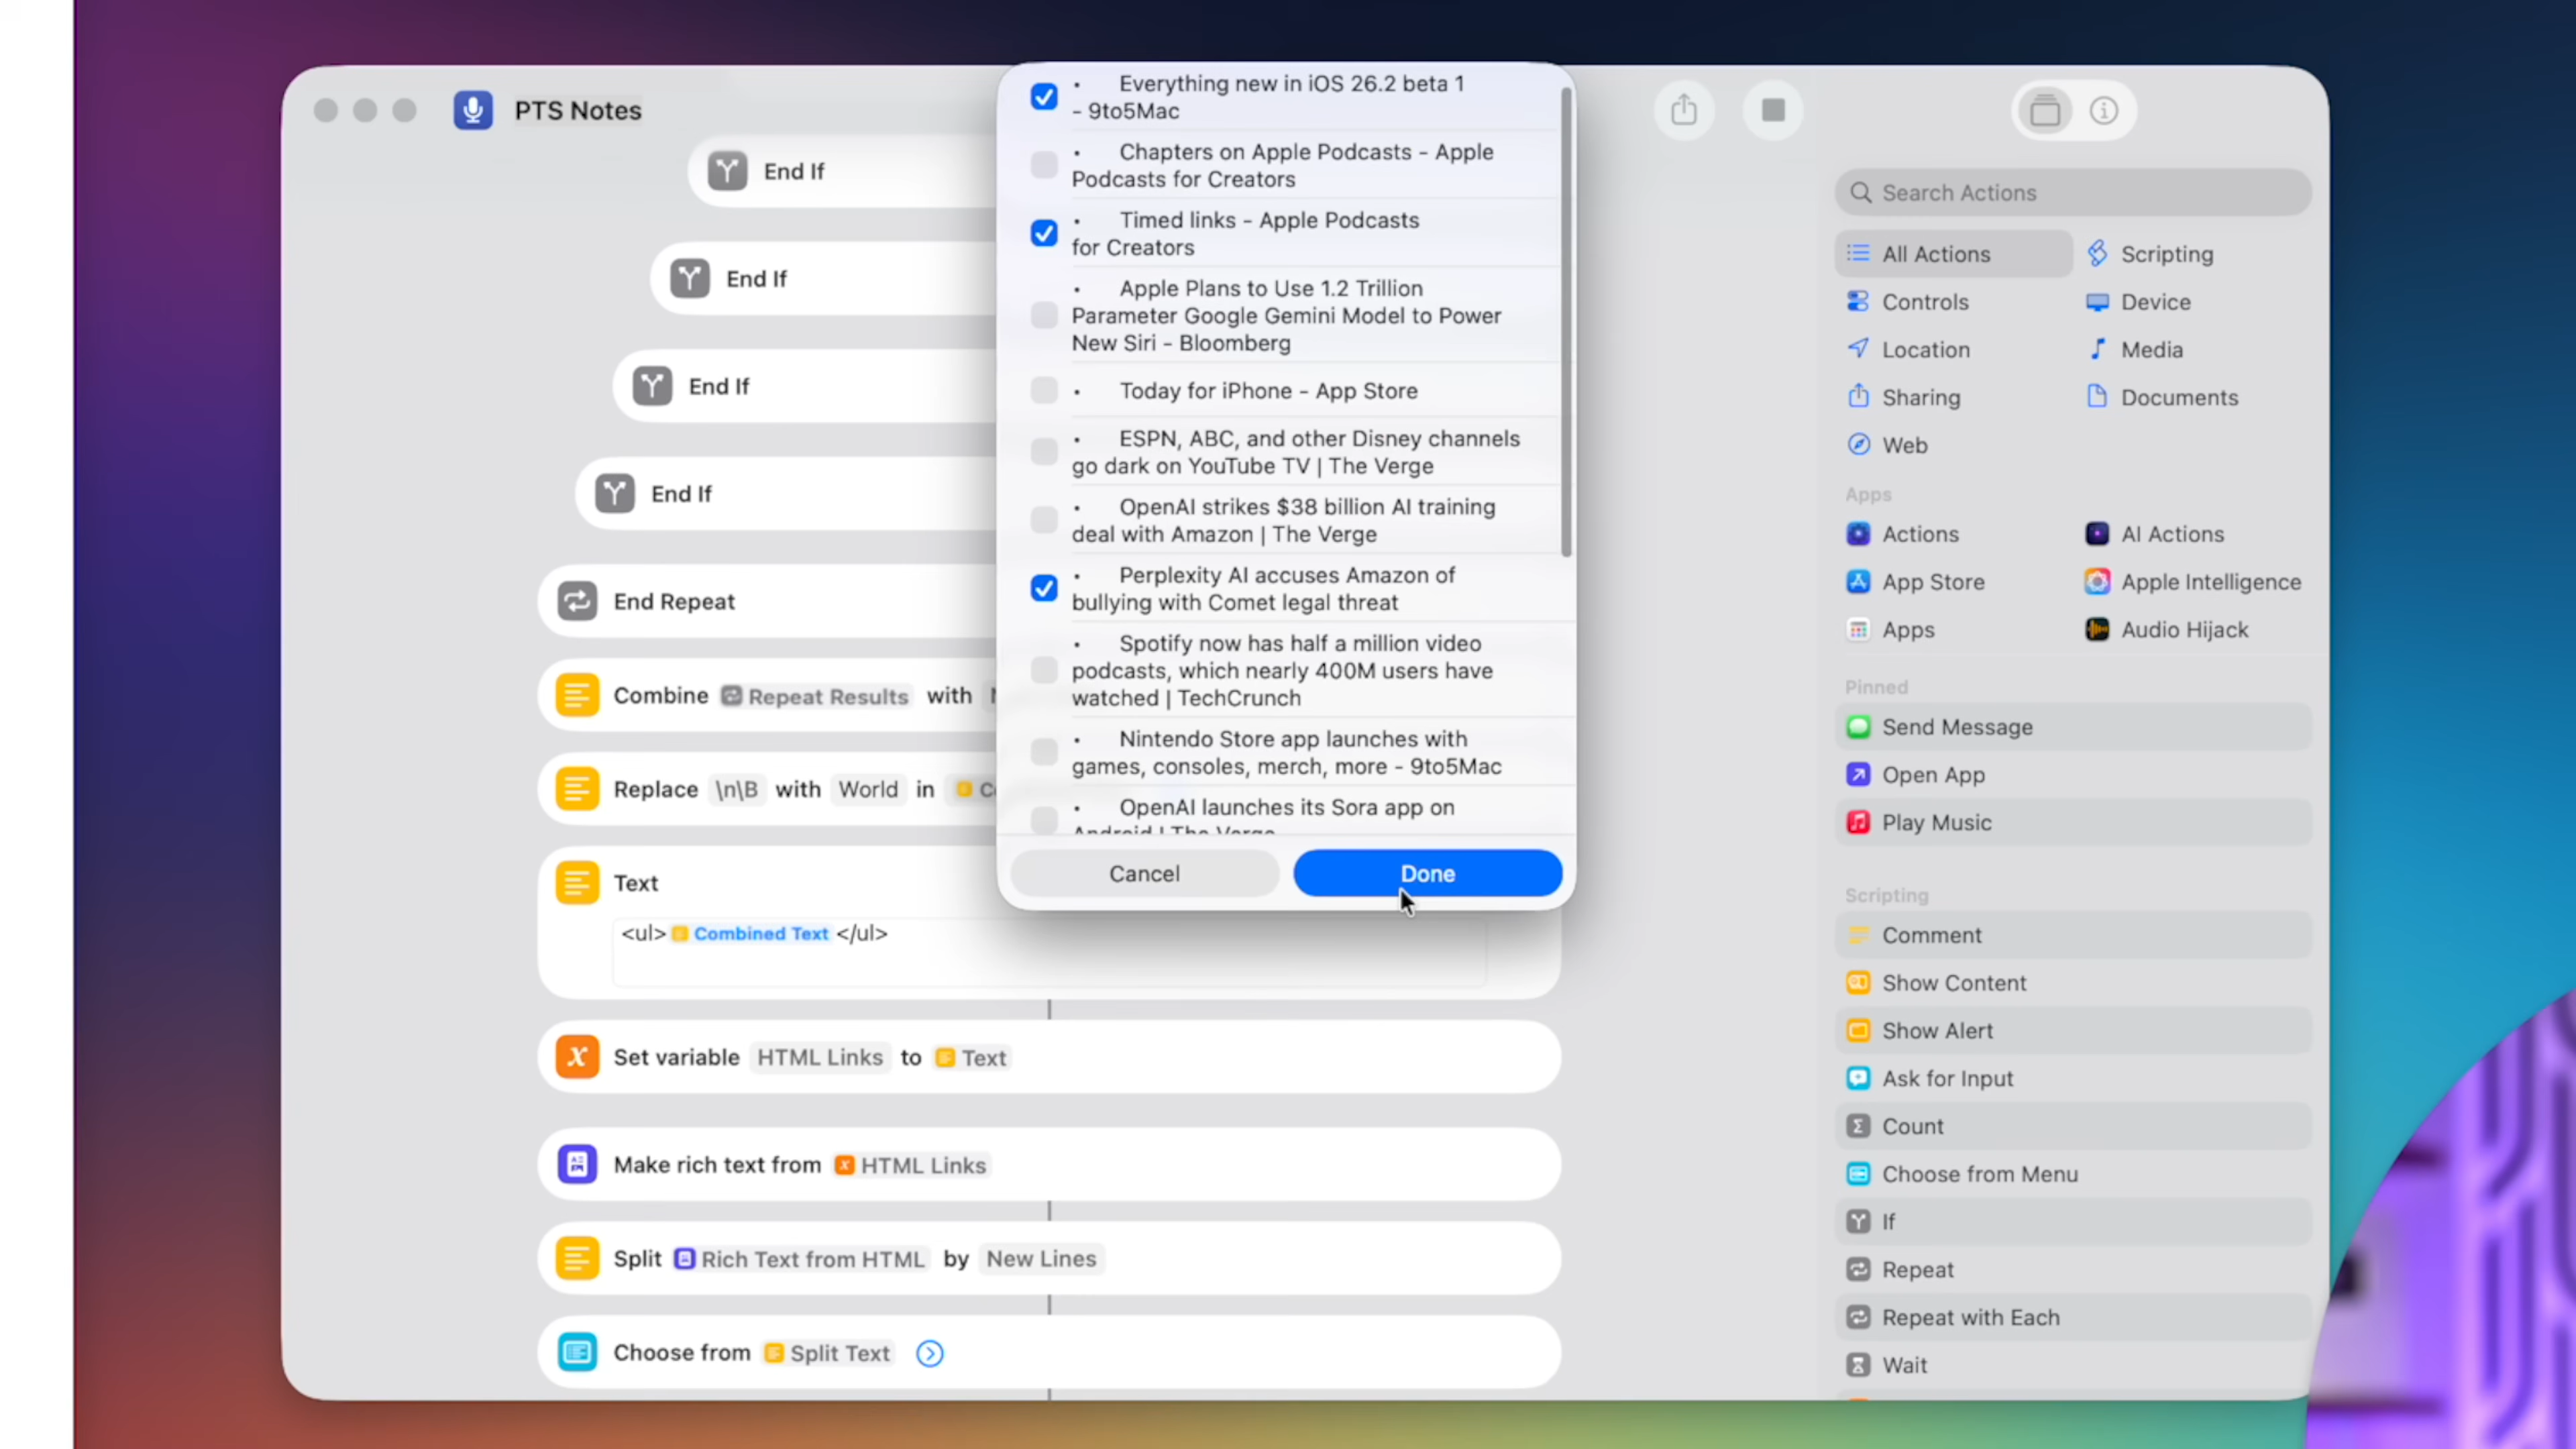 PTS Notes
End If
End If
End If
End If
End Repeat
Combine Repeat Results with
Replace \n\B with World in
Text
<ul> Combined Text </ul>
Set variable HTML Links to Text
Make rich text from HTML Links
Split Rich Text from HTML by New Lines
Choose from Split Text
• Everything new in iOS 26.2 beta 1
- 9to5Mac
• Chapters on Apple Podcasts - Apple
Podcasts for Creators
• Timed links - Apple Podcasts
for Creators
• Apple Plans to Use 1.2 Trillion
Parameter Google Gemini Model to Power
New Siri - Bloomberg
• Today for iPhone - App Store
• ESPN, ABC, and other Disney channels
go dark on YouTube TV | The Verge
• OpenAI strikes $38 billion AI training
deal with Amazon | The Verge
• Perplexity AI accuses Amazon of
bullying with Comet legal threat
• Spotify now has half a million video
podcasts, which nearly 400M users have
watched | TechCrunch
• Nintendo Store app launches with
games, consoles, merch, more - 9to5Mac
• OpenAI launches its Sora app on
Android | The Verge
Cancel
Done
Search Actions
All Actions
Scripting
Controls
Device
Location
Media
Sharing
Documents
Web
Apps
Actions
AI Actions
App Store
Apple Intelligence
Apps
Audio Hijack
Pinned
Send Message
Open App
Play Music
Scripting
Comment
Show Content
Show Alert
Ask for Input
Count
Choose from Menu
If
Repeat
Repeat with Each
Wait